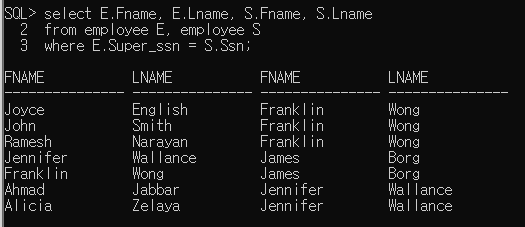 SQL> select E.Fname, E.Lname, S.Fname, S.Lname
  2  from employee E, employee S
  3  where E.Super_ssn = S.Ssn;
FNAME           LNAME           FNAME           LNAME
--------------- --------------- --------------- ---------------
Joyce           English         Franklin        Wong
John            Smith           Franklin        Wong
Ramesh          Narayan         Franklin        Wong
Jennifer        Wallance        James           Borg
Franklin        Wong            James           Borg
Ahmad           Jabbar          Jennifer        Wallance
Alicia          Zelaya          Jennifer        Wallance